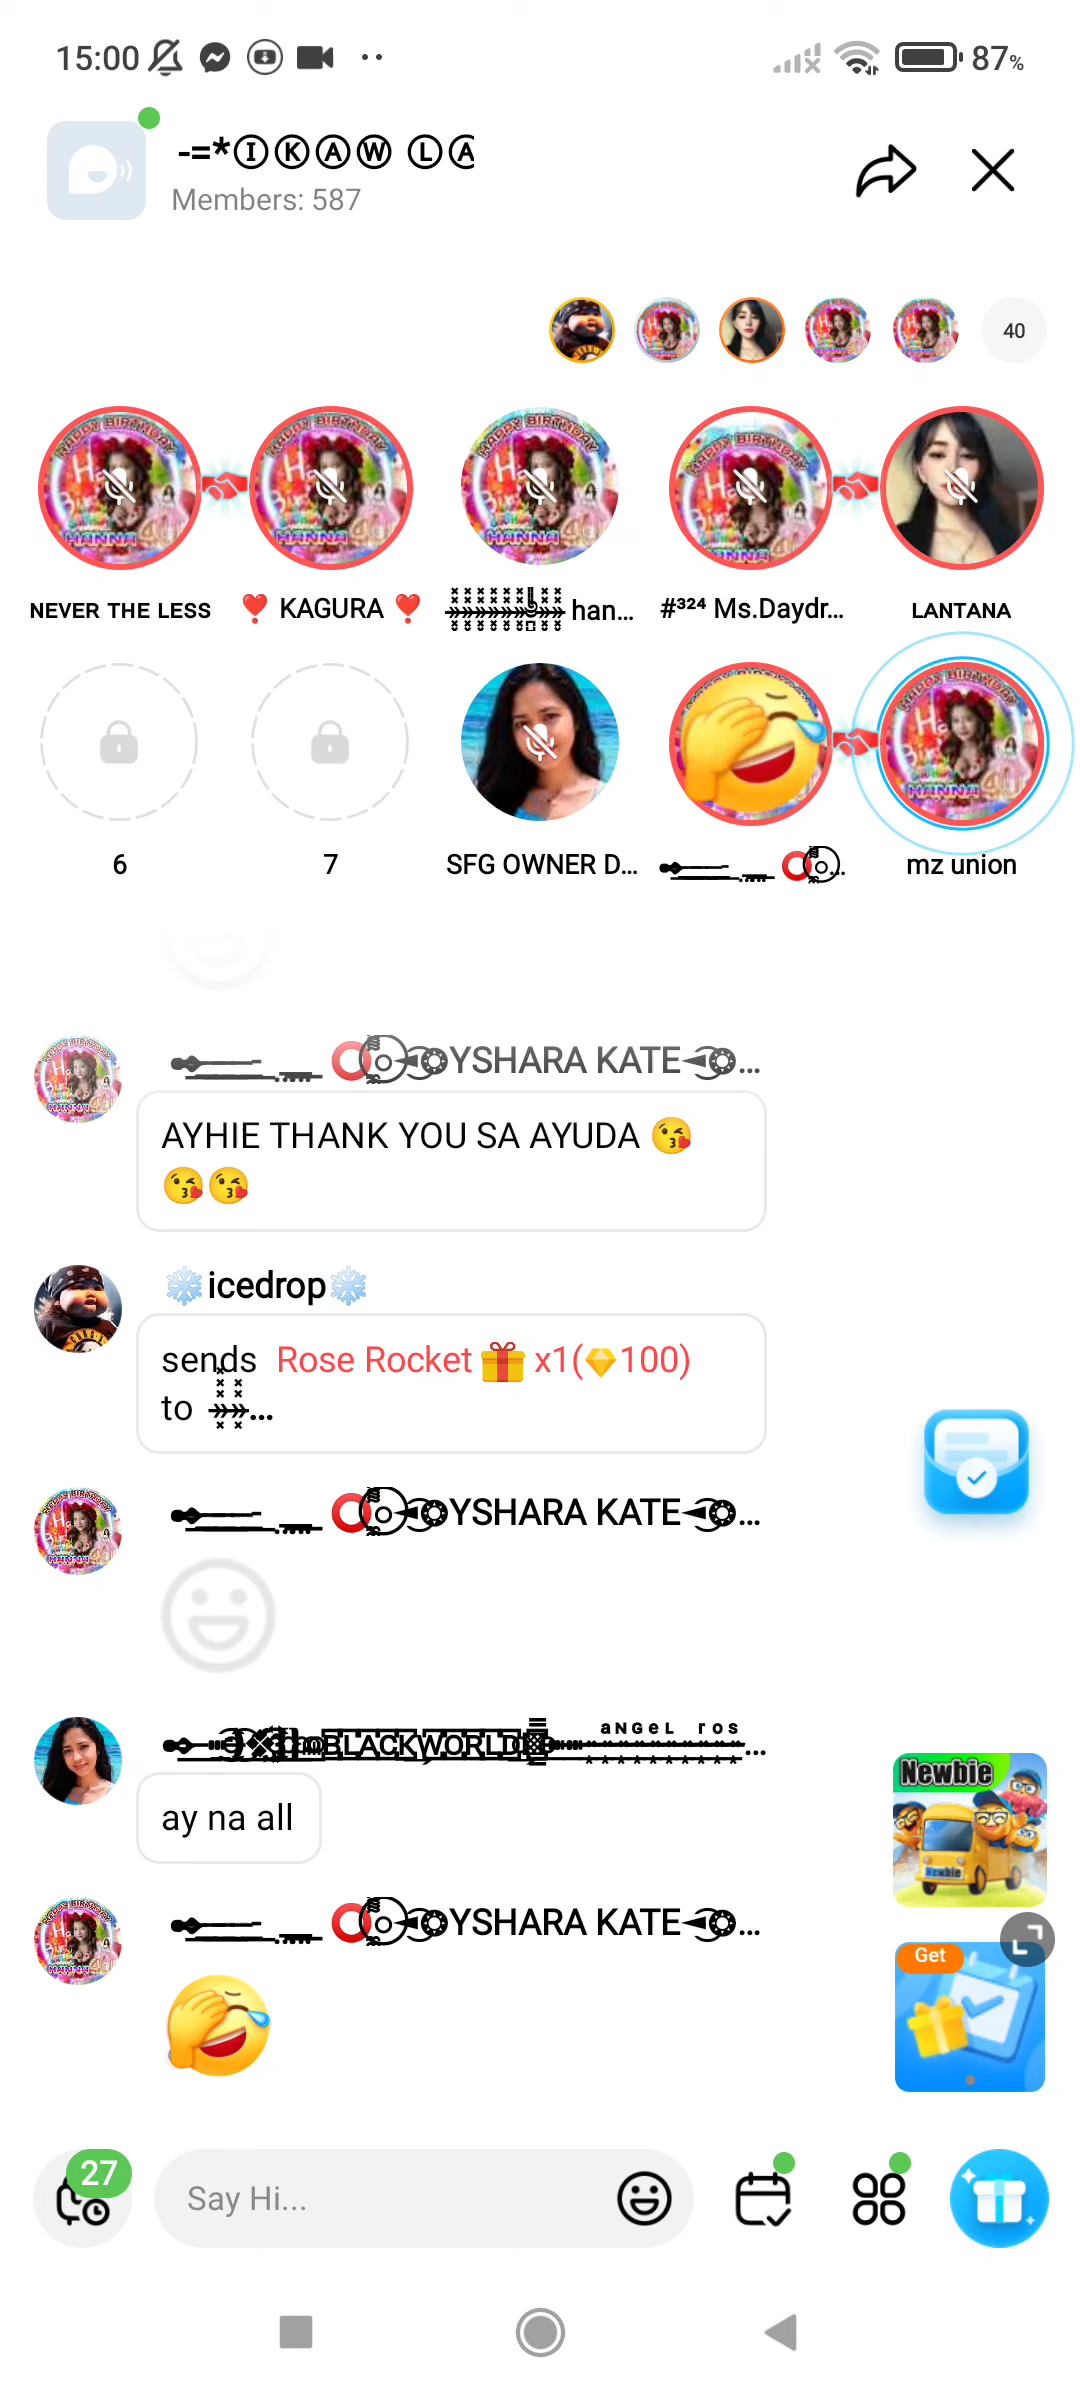 15:00
87%
-=*ⒾⓀⒶⓌ ⓁⒶ
Members: 587
40
NEVER THE LESS
❣️ KAGURA ❣️
han...
#³²⁴ Ms.Daydr...
LANTANA
6
7
SFG OWNER D...
mz union
YSHARA KATE ...
AYHIE THANK YOU SA AYUDA 😘
😘😘
❄️icedrop❄️
sends Rose Rocket 🎁 x1(💎100)
to ...
YSHARA KATE ...
BLACKWORLD ᵃᴺᴳᵉᴸ ʳᵒˢ...
ay na all
YSHARA KATE ...
Newbie
Newbie
Get
27
Say Hi...